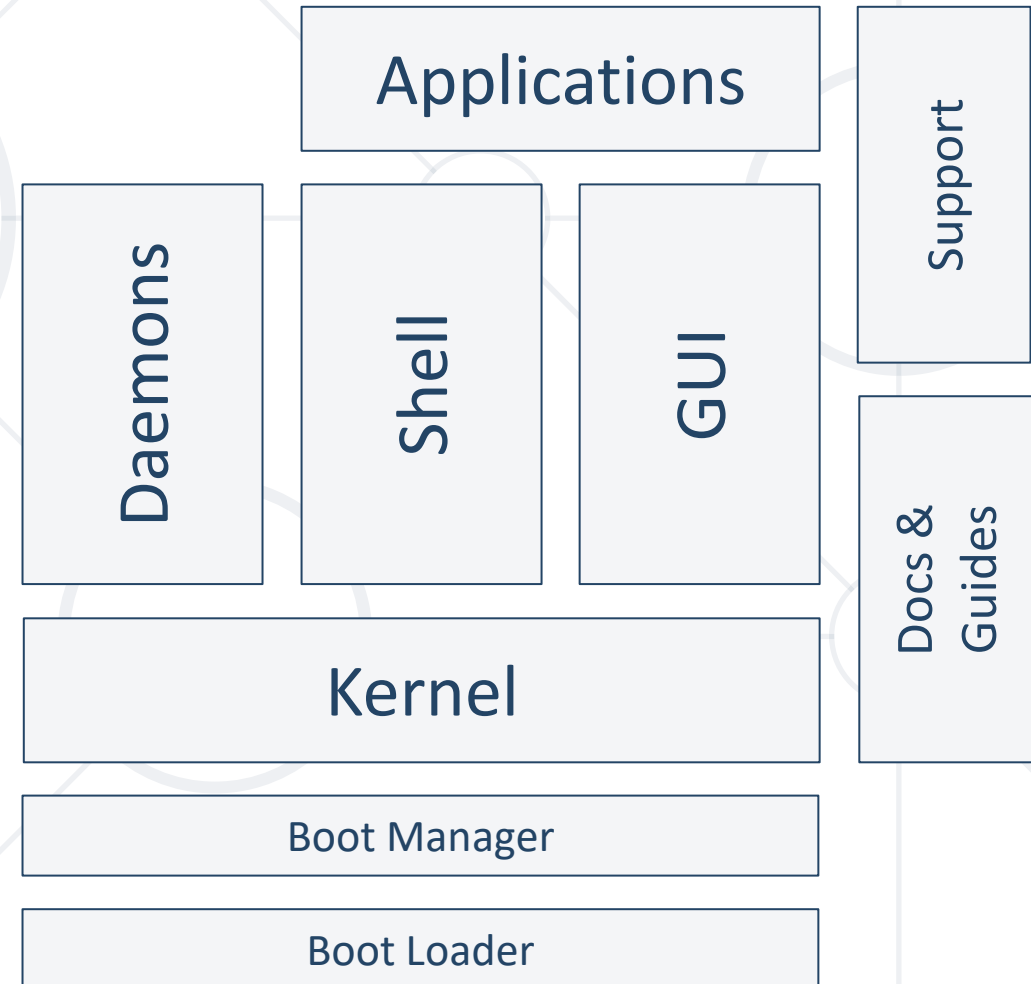 Applications
Support
Daemons
Shell
GUI
Docs &
Guides
Kernel
Boot Manager
Boot Loader